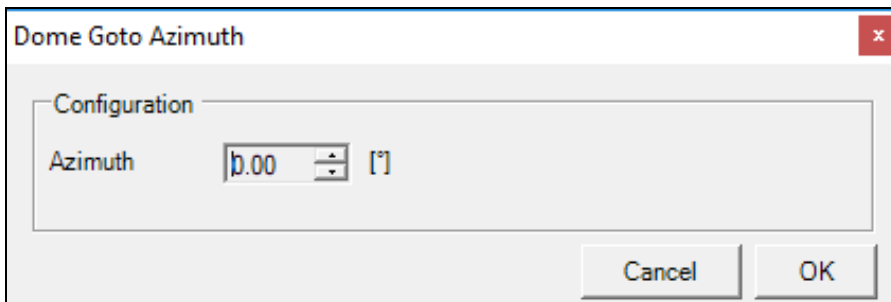 Dome Goto Azimuth
x
Configuration
Azimuth 0.00 [°]
Cancel OK